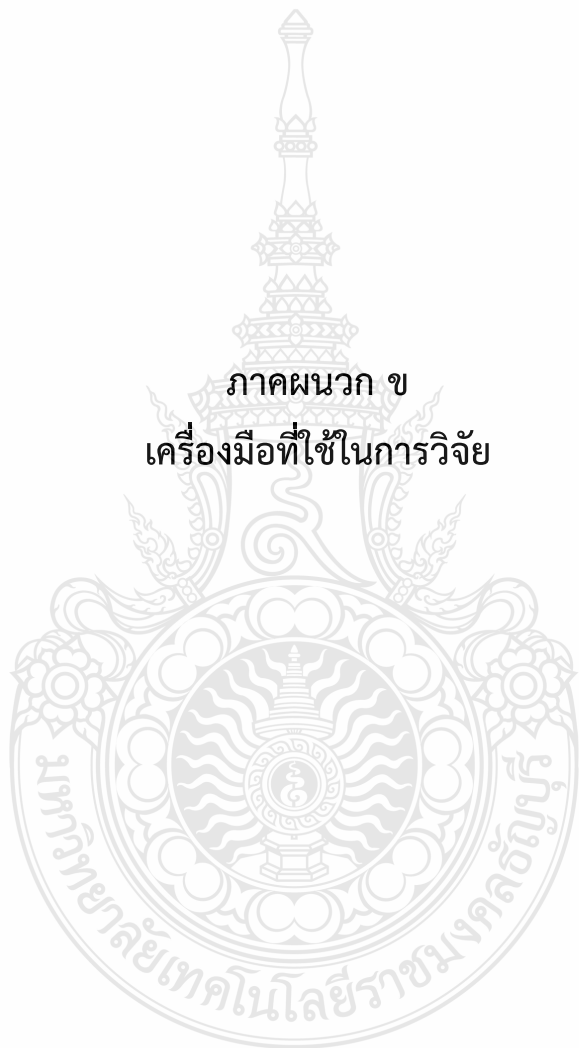 ภาคผนวก ข
เครื่องมือที่ใช้ในการวิจัย
มหาวิทยาลัยเทคโนโลยีราชมงคลธัญบุรี